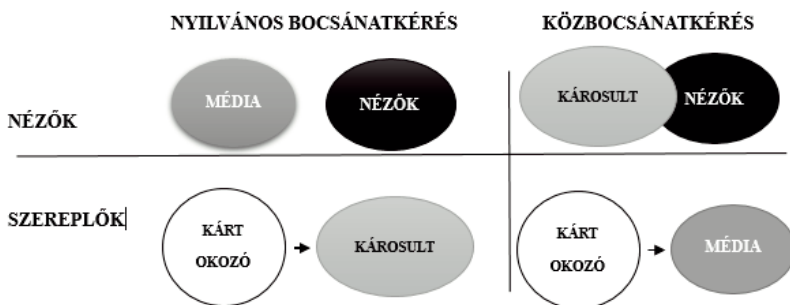 NYILVÁNOS BOCSÁNATKÉRÉS KÖZBOCSÁNATKÉRÉS
NÉZŐK MÉDIA NÉZŐK KÁROSULT NÉZŐK
SZEREPLŐK KÁRT OKOZÓ KÁROSULT KÁRT OKOZÓ MÉDIA